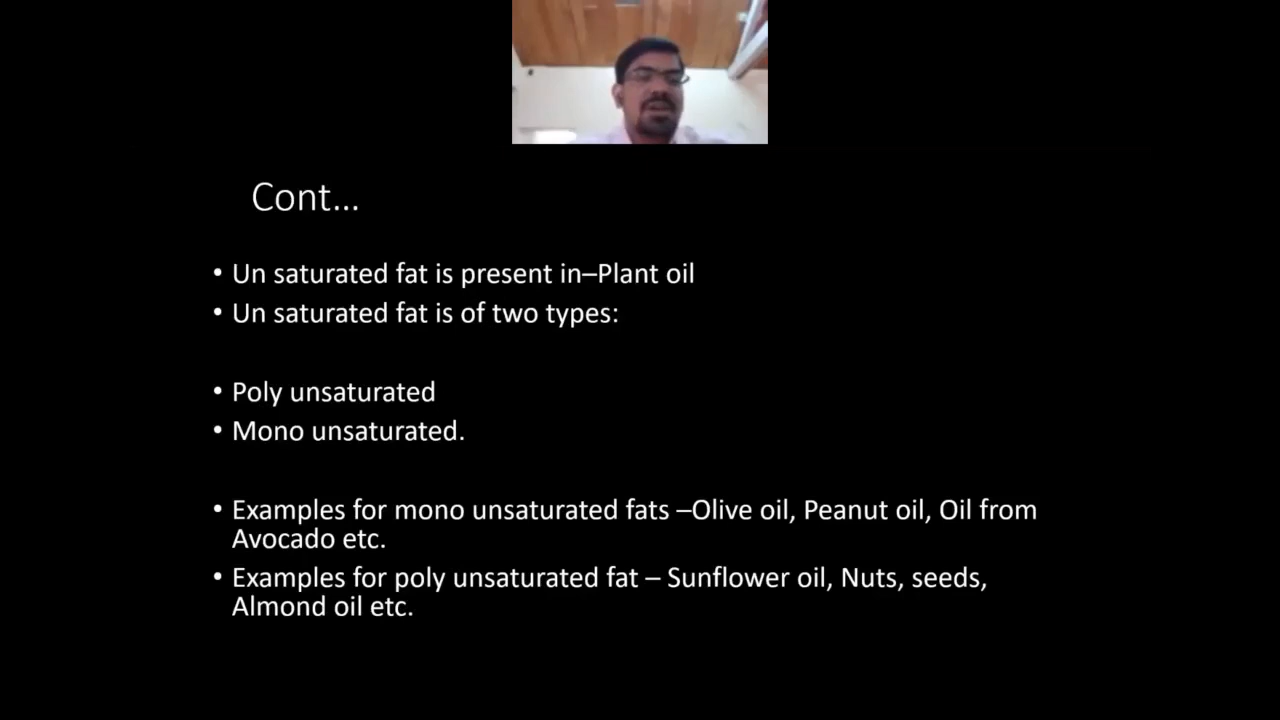 Cont...
• Un saturated fat is present in–Plant oil
• Un saturated fat is of two types:
• Poly unsaturated
• Mono unsaturated.
• Examples for mono unsaturated fats –Olive oil, Peanut oil, Oil from
Avocado etc.
• Examples for poly unsaturated fat – Sunflower oil, Nuts, seeds,
Almond oil etc.